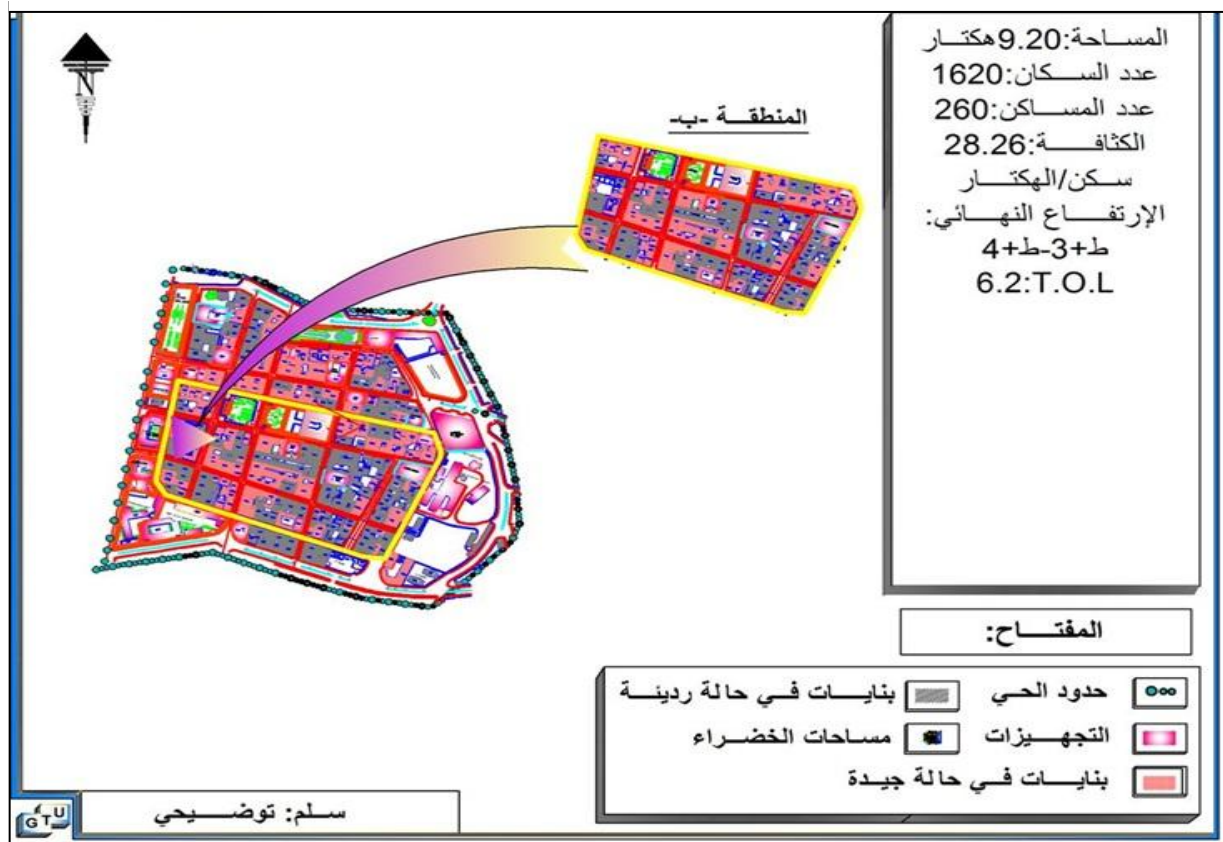 المساحة:9.20هكتار
عدد السكان:1620
عدد المساكن:260
الكثافة:28.26
سكن/الهكتار
الإرتفاع النهائي:
ط+3-ط+4
6.2:T.O.L
المنطقة -ب-
N
المفتاح:
حدود الحي
بنايات في حالة رديئة
التجهيزات
مساحات الخضراء
بنايات في حالة جيدة
سلم: توضيحي
GTU